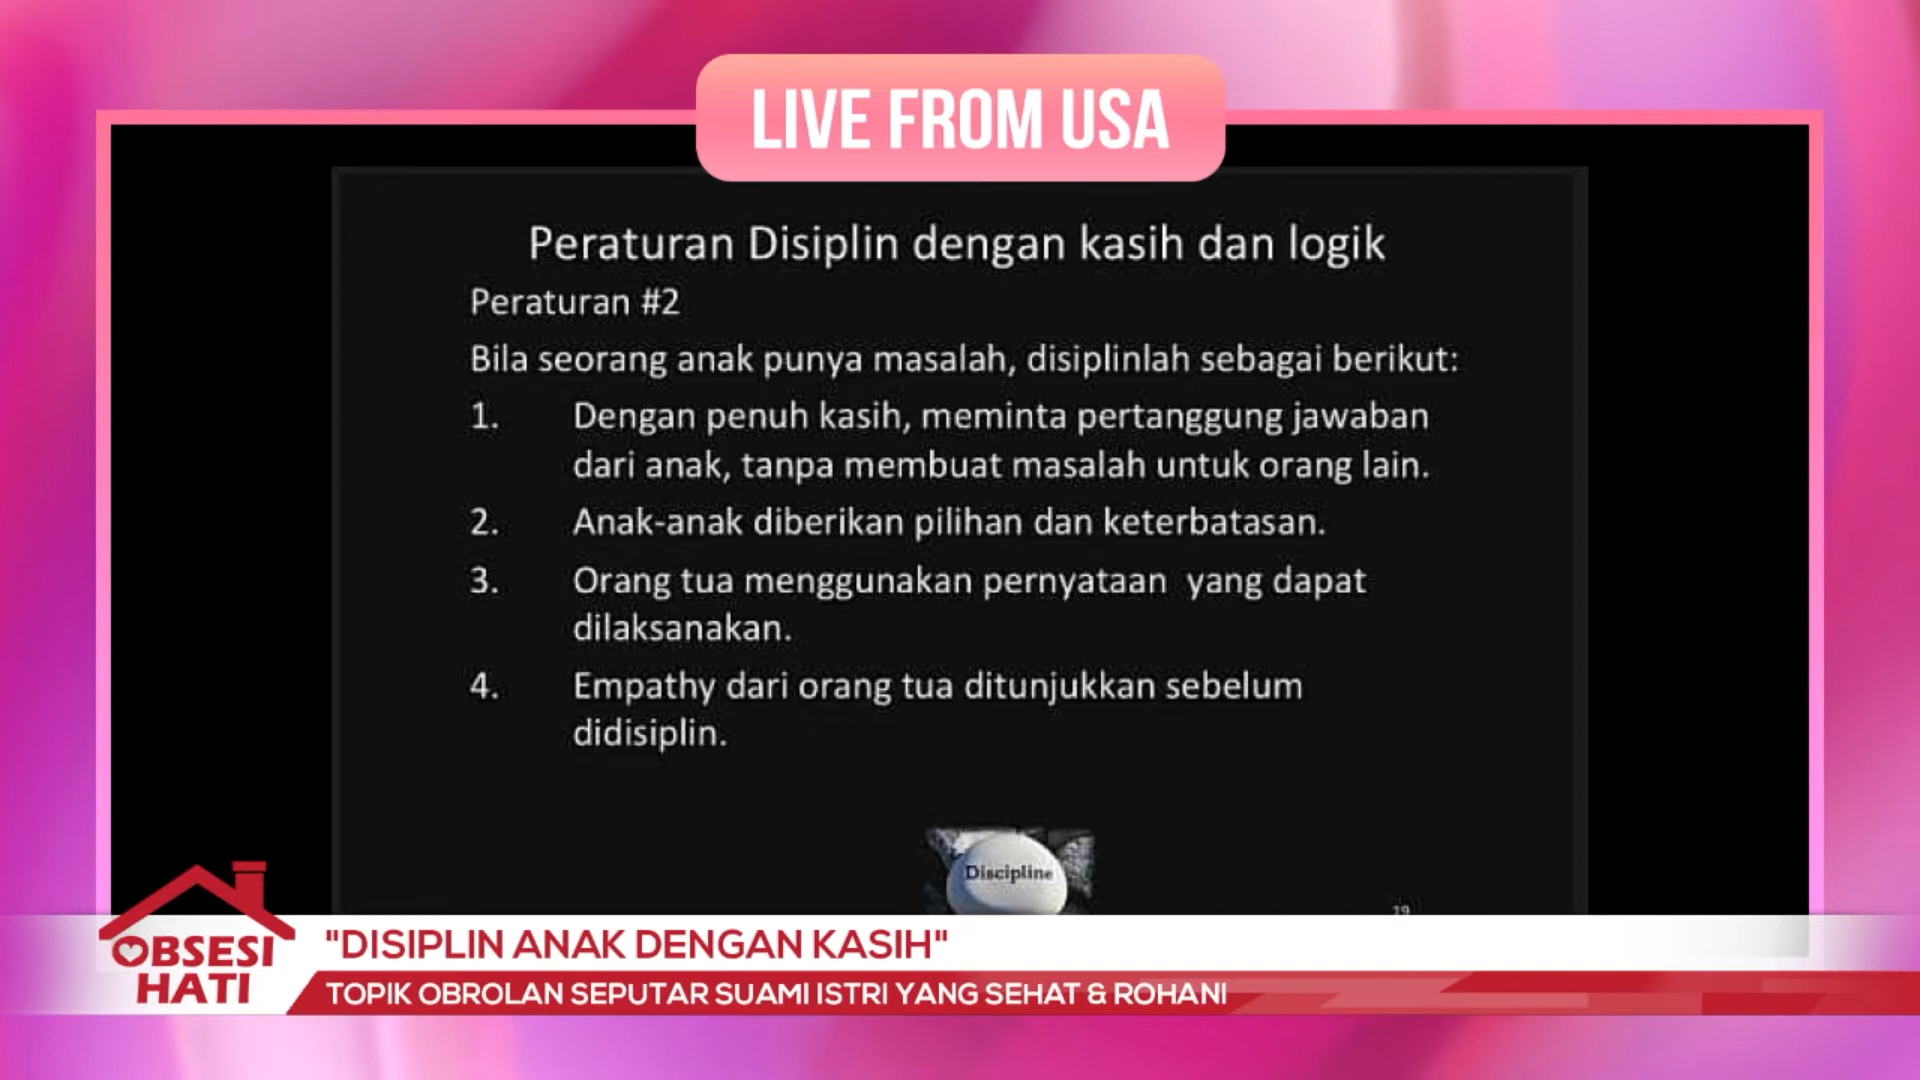 LIVE FROM USA
Peraturan Disiplin dengan kasih dan logik
Peraturan #2
Bila seorang anak punya masalah, disiplinlah sebagai berikut:
1. Dengan penuh kasih, meminta pertanggung jawaban
dari anak, tanpa membuat masalah untuk orang lain.
2. Anak-anak diberikan pilihan dan keterbatasan.
3. Orang tua menggunakan pernyataan yang dapat
dilaksanakan.
4. Empathy dari orang tua ditunjukkan sebelum
didisiplin.
Discipline
19
OBSESI
HATI
"DISIPLIN ANAK DENGAN KASIH"
TOPIK OBROLAN SEPUTAR SUAMI ISTRI YANG SEHAT & ROHANI